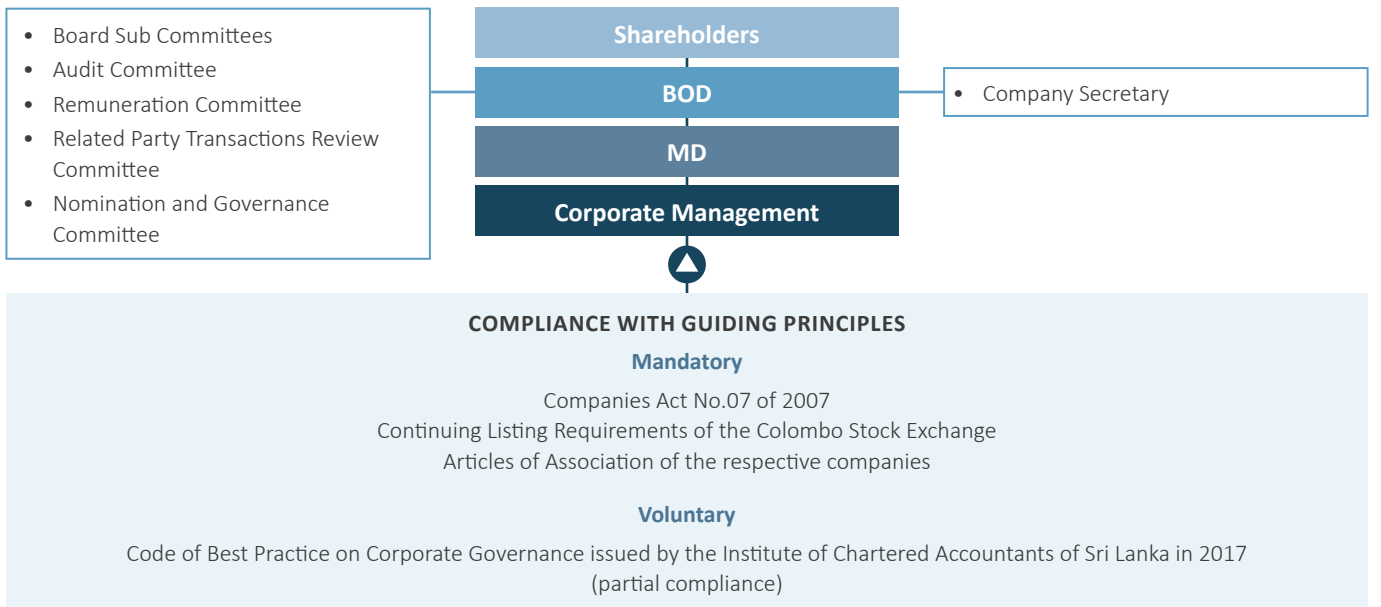 • Board Sub Committees
• Audit Committee
• Remuneration Committee
• Related Party Transactions Review
Committee
• Nomination and Governance
Committee
Shareholders
BOD
MD
Corporate Management
• Company Secretary
COMPLIANCE WITH GUIDING PRINCIPLES
Mandatory
Companies Act No.07 of 2007
Continuing Listing Requirements of the Colombo Stock Exchange
Articles of Association of the respective companies
Voluntary
Code of Best Practice on Corporate Governance issued by the Institute of Chartered Accountants of Sri Lanka in 2017
(partial compliance)